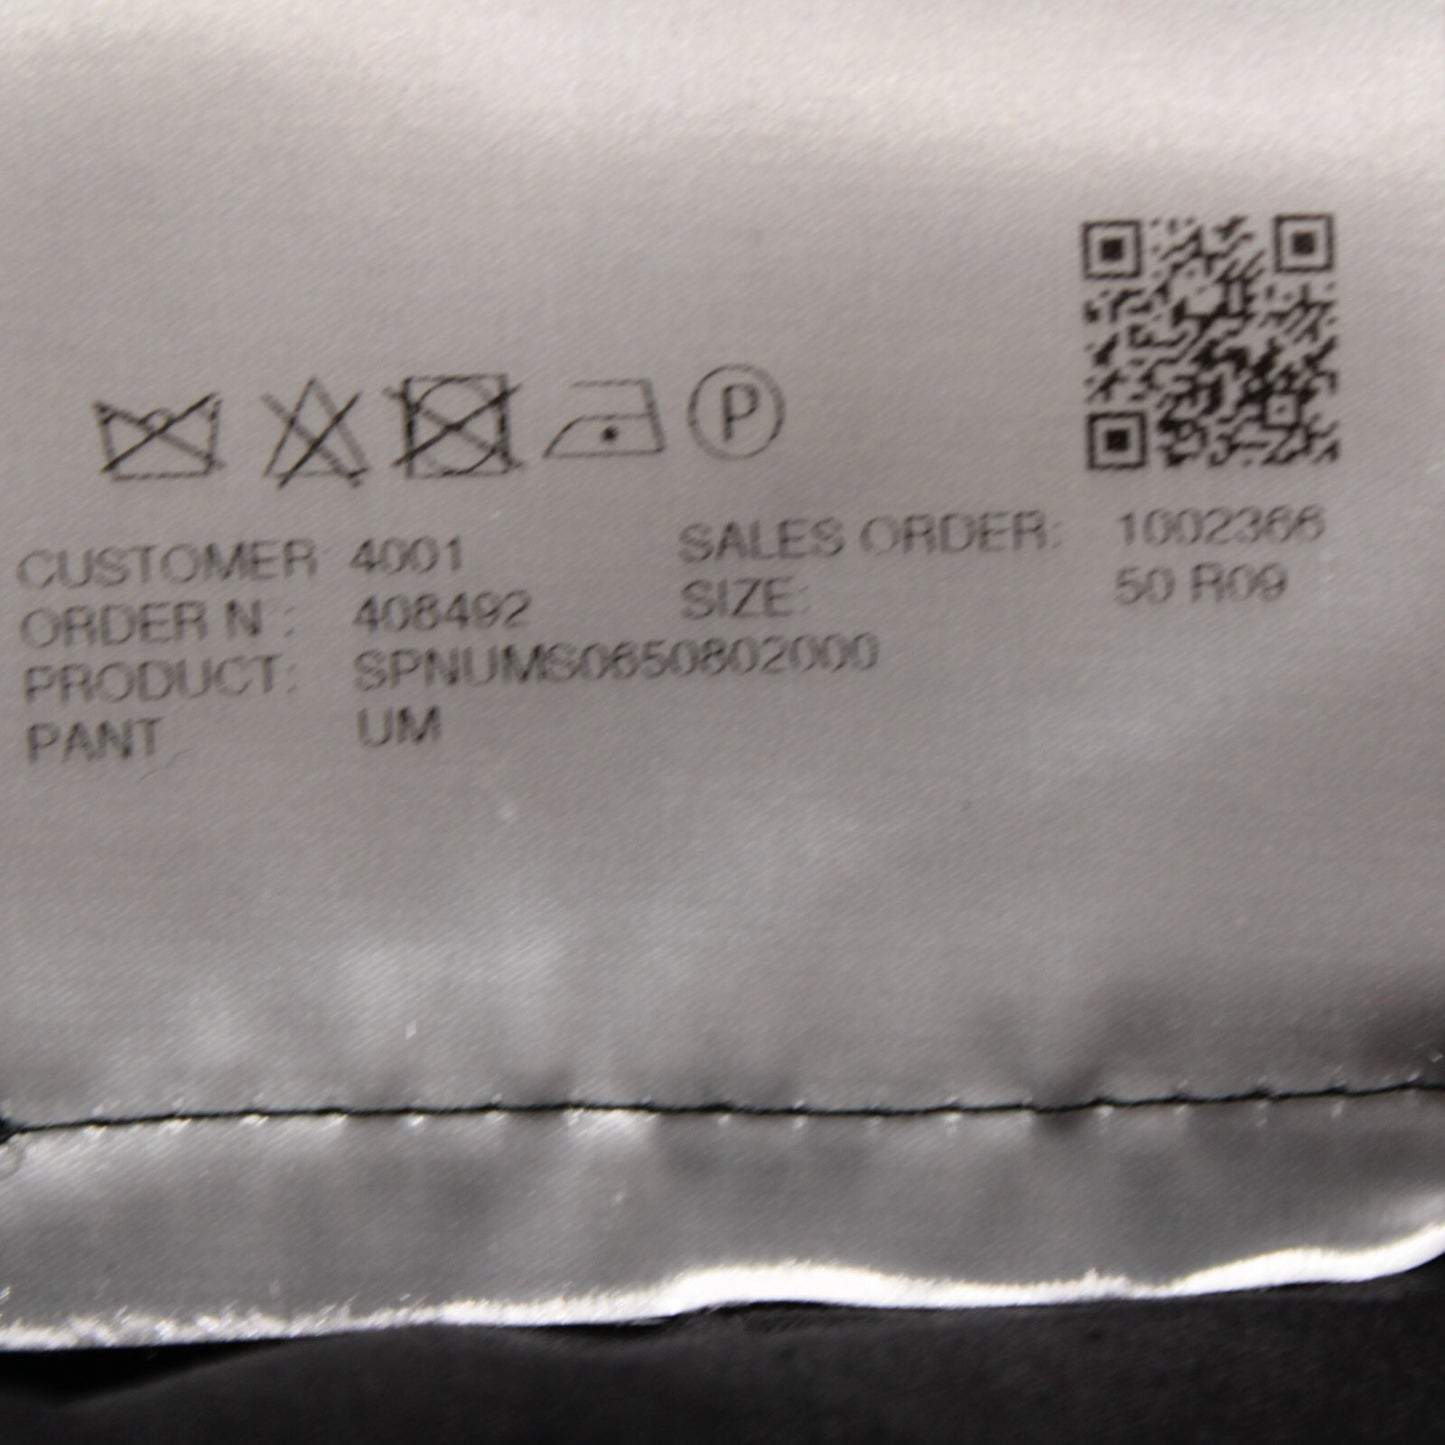 P
CUSTOMER 4001 SALES ORDER: 1002366
ORDER N : 408492 SIZE: 50 R09
PRODUCT: SPNUMS0650802000
PANT UM